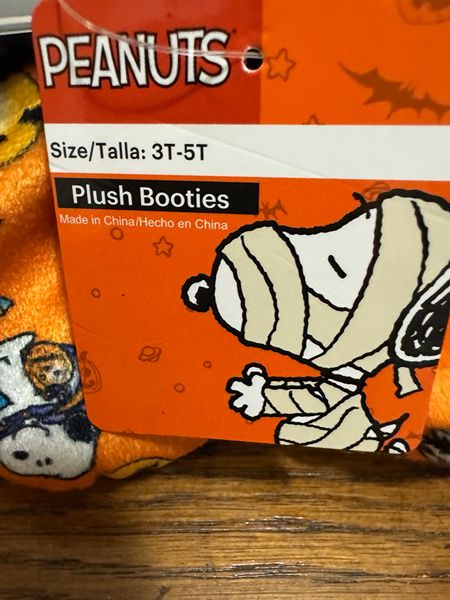 PEANUTS
Size/Talla: 3T-5T
Plush Booties
Made in China/Hecho en China